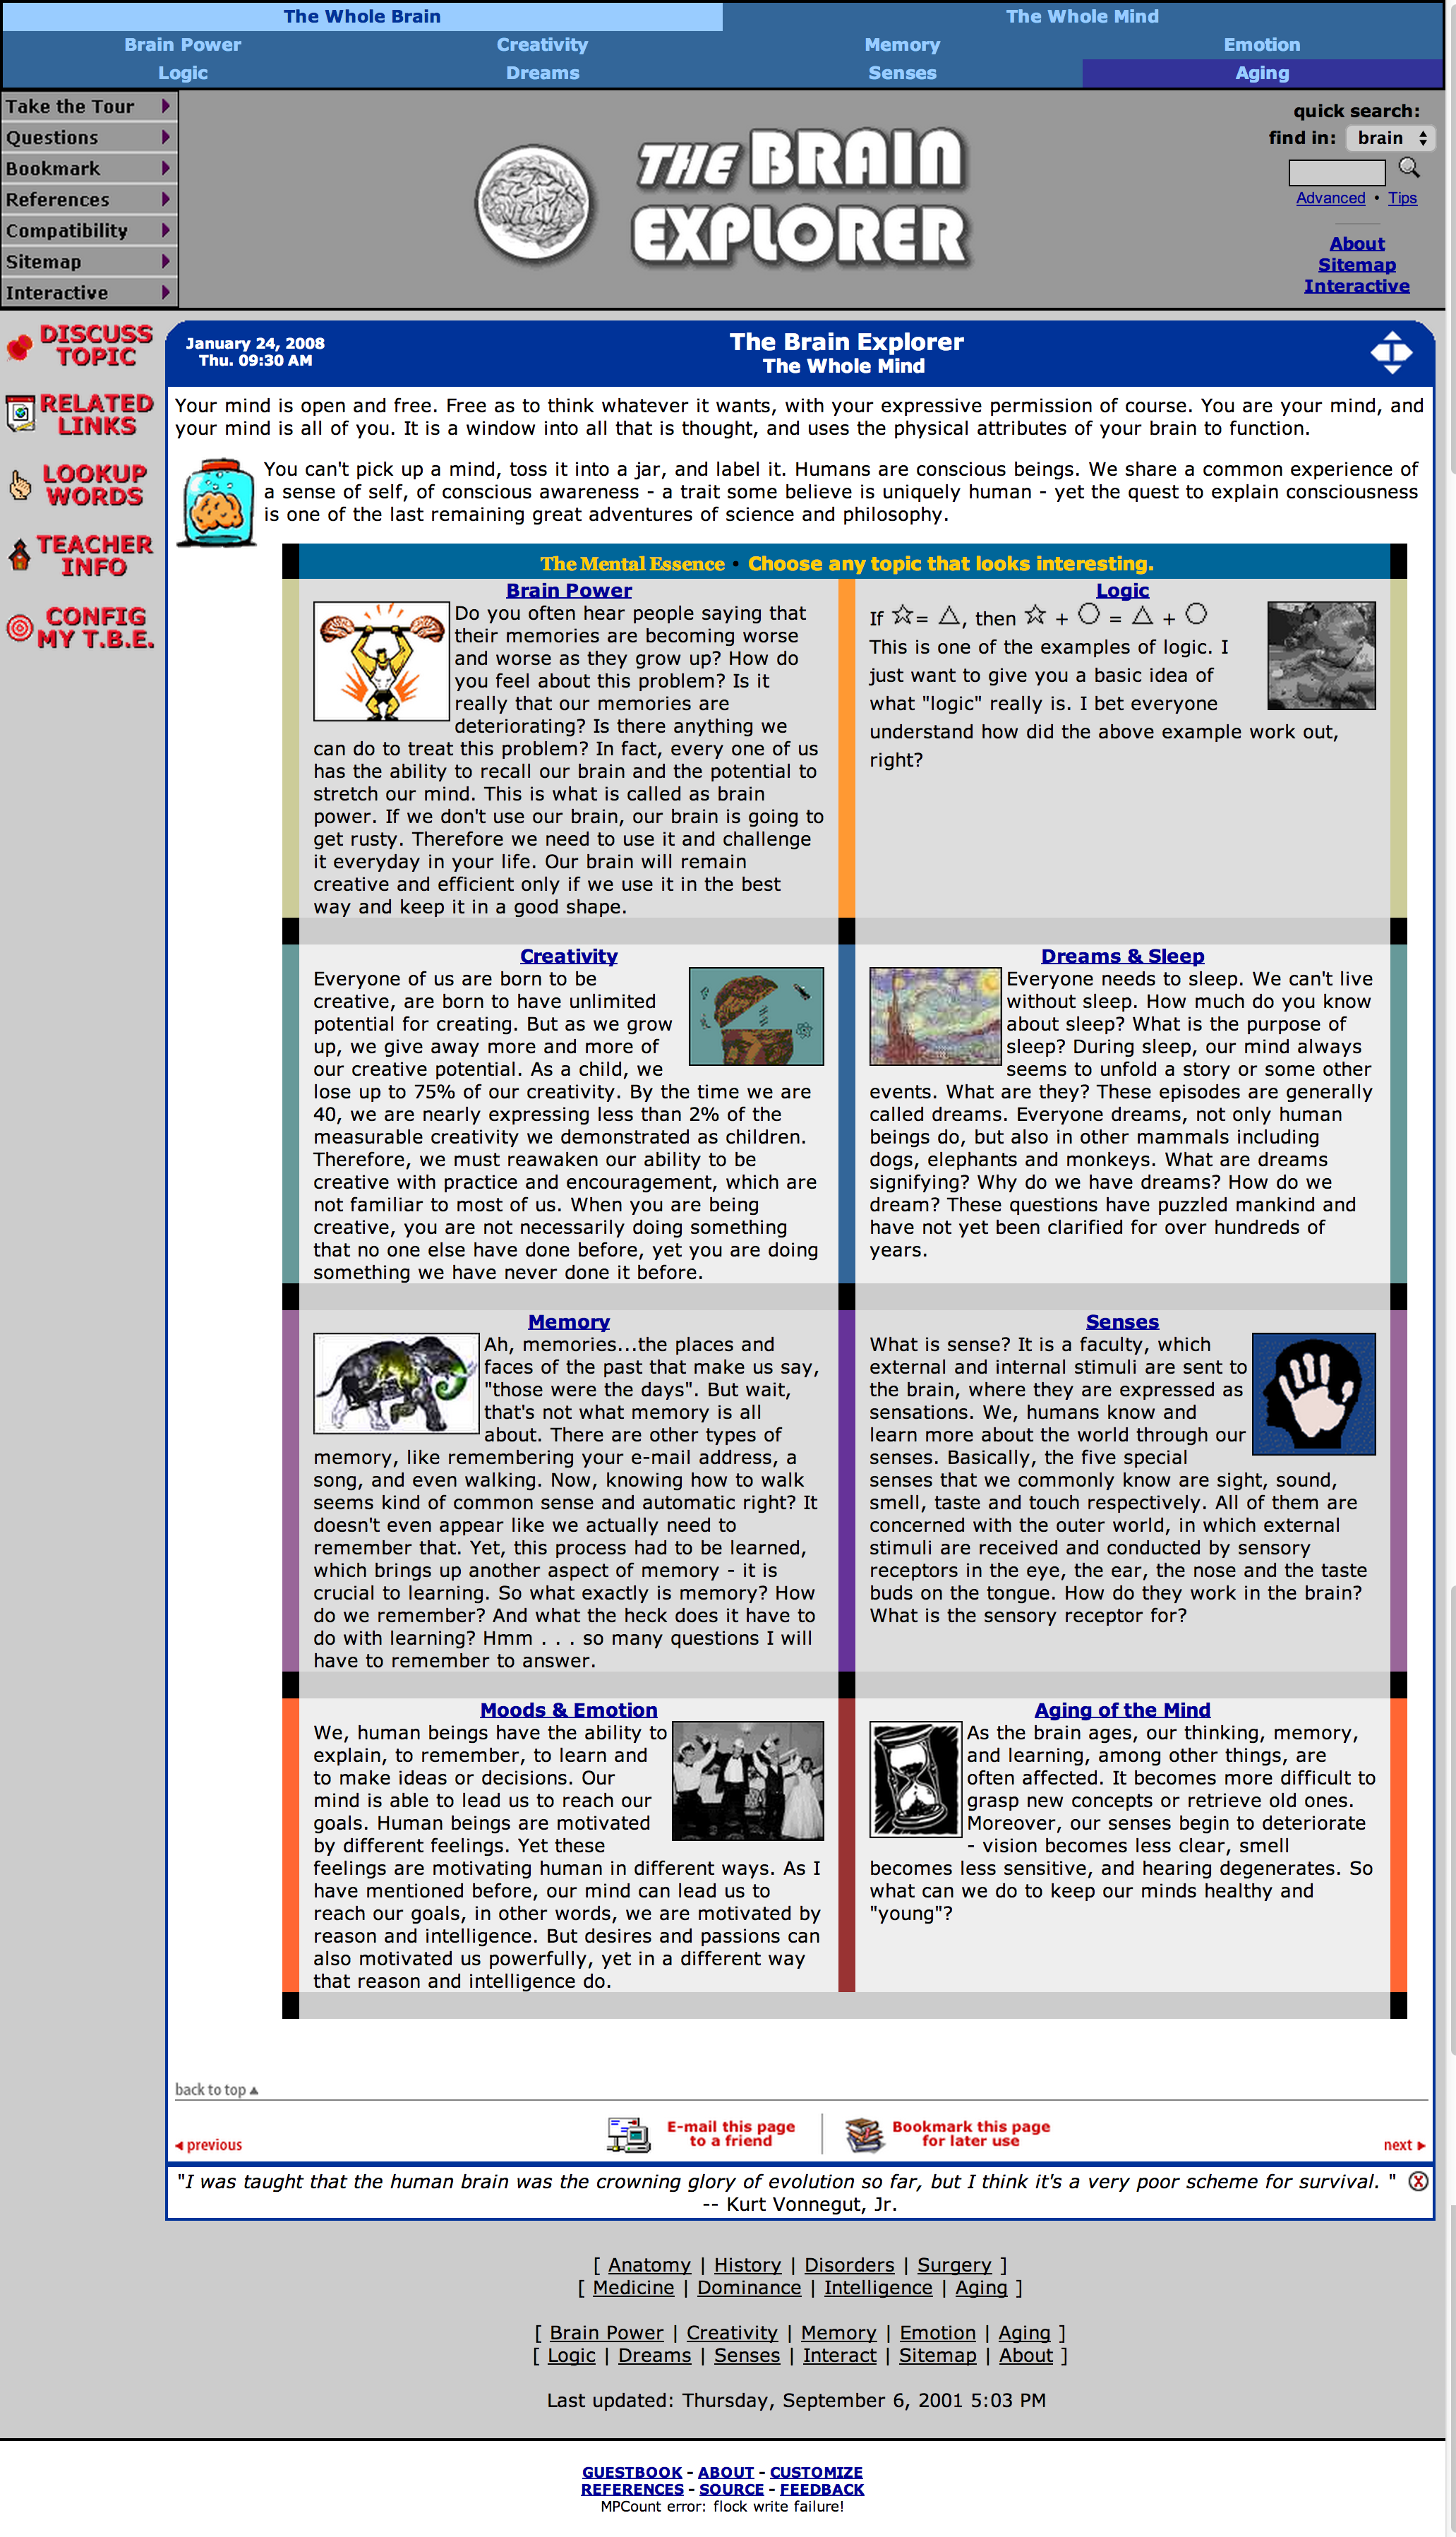 The Whole Brain
The Whole Mind
Brain Power
Creativity
Memory
Emotion
Logic
Dreams
Senses
Aging
Take the Tour
Questions
Bookmark
References
Compatibility
Sitemap
Interactive
THE BRAIN
EXPLORER
quick search:
find in: brain
Advanced • Tips
About
Sitemap
Interactive
DISCUSS
TOPIC
RELATED
LINKS
LOOKUP
WORDS
TEACHER
INFO
CONFIG
MY T.B.E.
January 24, 2008
Thu. 09:30 AM
The Brain Explorer
The Whole Mind
Your mind is open and free. Free as to think whatever it wants, with your expressive permission of course. You are your mind, and
your mind is all of you. It is a window into all that is thought, and uses the physical attributes of your brain to function.
You can't pick up a mind, toss it into a jar, and label it. Humans are conscious beings. We share a common experience of
a sense of self, of conscious awareness - a trait some believe is uniquely human - yet the quest to explain consciousness
is one of the last remaining great adventures of science and philosophy.
The Mental Essence • Choose any topic that looks interesting.
Brain Power
Do you often hear people saying that
their memories are becoming worse
and worse as they grow up? How do
you feel about this problem? Is it
really that our memories are
deteriorating? Is there anything we
can do to treat this problem? In fact, every one of us
has the ability to recall our brain and the potential to
stretch our mind. This is what is called as brain
power. If we don't use our brain, our brain is going to
get rusty. Therefore we need to use it and challenge
it everyday in your life. Our brain will remain
creative and efficient only if we use it in the best
way and keep it in a good shape.
Logic
If ☆= △, then ☆ + ○ = △ + ○
This is one of the examples of logic. I
just want to give you a basic idea of
what "logic" really is. I bet everyone
understand how did the above example work out,
right?
Creativity
Everyone of us are born to be
creative, are born to have unlimited
potential for creating. But as we grow
up, we give away more and more of
our creative potential. As a child, we
lose up to 75% of our creativity. By the time we are
40, we are nearly expressing less than 2% of the
measurable creativity we demonstrated as children.
Therefore, we must reawaken our ability to be
creative with practice and encouragement, which are
not familiar to most of us. When you are being
creative, you are not necessarily doing something
that no one else have done before, yet you are doing
something we have never done it before.
Dreams & Sleep
Everyone needs to sleep. We can't live
without sleep. How much do you know
about sleep? What is the purpose of
sleep? During sleep, our mind always
seems to unfold a story or some other
events. What are they? These episodes are generally
called dreams. Everyone dreams, not only human
beings do, but also in other mammals including
dogs, elephants and monkeys. What are dreams
signifying? Why do we have dreams? How do we
dream? These questions have puzzled mankind and
have not yet been clarified for over hundreds of
years.
Memory
Ah, memories...the places and
faces of the past that make us say,
"those were the days". But wait,
that's not what memory is all
about. There are other types of
memory, like remembering your e-mail address, a
song, and even walking. Now, knowing how to walk
seems kind of common sense and automatic right? It
doesn't even appear like we actually need to
remember that. Yet, this process had to be learned,
which brings up another aspect of memory - it is
crucial to learning. So what exactly is memory? How
do we remember? And what the heck does it have to
do with learning? Hmm . . . so many questions I will
have to remember to answer.
Senses
What is sense? It is a faculty, which
external and internal stimuli are sent to
the brain, where they are expressed as
sensations. We, humans know and
learn more about the world through our
senses. Basically, the five special
senses that we commonly know are sight, sound,
smell, taste and touch respectively. All of them are
concerned with the outer world, in which external
stimuli are received and conducted by sensory
receptors in the eye, the ear, the nose and the taste
buds on the tongue. How do they work in the brain?
What is the sensory receptor for?
Moods & Emotion
We, human beings have the ability to
explain, to remember, to learn and
to make ideas or decisions. Our
mind is able to lead us to reach our
goals. Human beings are motivated
by different feelings. Yet these
feelings are motivating human in different ways. As I
have mentioned before, our mind can lead us to
reach our goals, in other words, we are motivated by
reason and intelligence. But desires and passions can
also motivated us powerfully, yet in a different way
that reason and intelligence do.
Aging of the Mind
As the brain ages, our thinking, memory,
and learning, among other things, are
often affected. It becomes more difficult to
grasp new concepts or retrieve old ones.
Moreover, our senses begin to deteriorate
- vision becomes less clear, smell
becomes less sensitive, and hearing degenerates. So
what can we do to keep our minds healthy and
"young"?
back to top
previous
E-mail this page
to a friend
Bookmark this page
for later use
next
"I was taught that the human brain was the crowning glory of evolution so far, but I think it's a very poor scheme for survival. "
-- Kurt Vonnegut, Jr.
[ Anatomy | History | Disorders | Surgery ]
[ Medicine | Dominance | Intelligence | Aging ]
[ Brain Power | Creativity | Memory | Emotion | Aging ]
[ Logic | Dreams | Senses | Interact | Sitemap | About ]
Last updated: Thursday, September 6, 2001 5:03 PM
GUESTBOOK - ABOUT - CUSTOMIZE
REFERENCES - SOURCE - FEEDBACK
MPCount error: flock write failure!